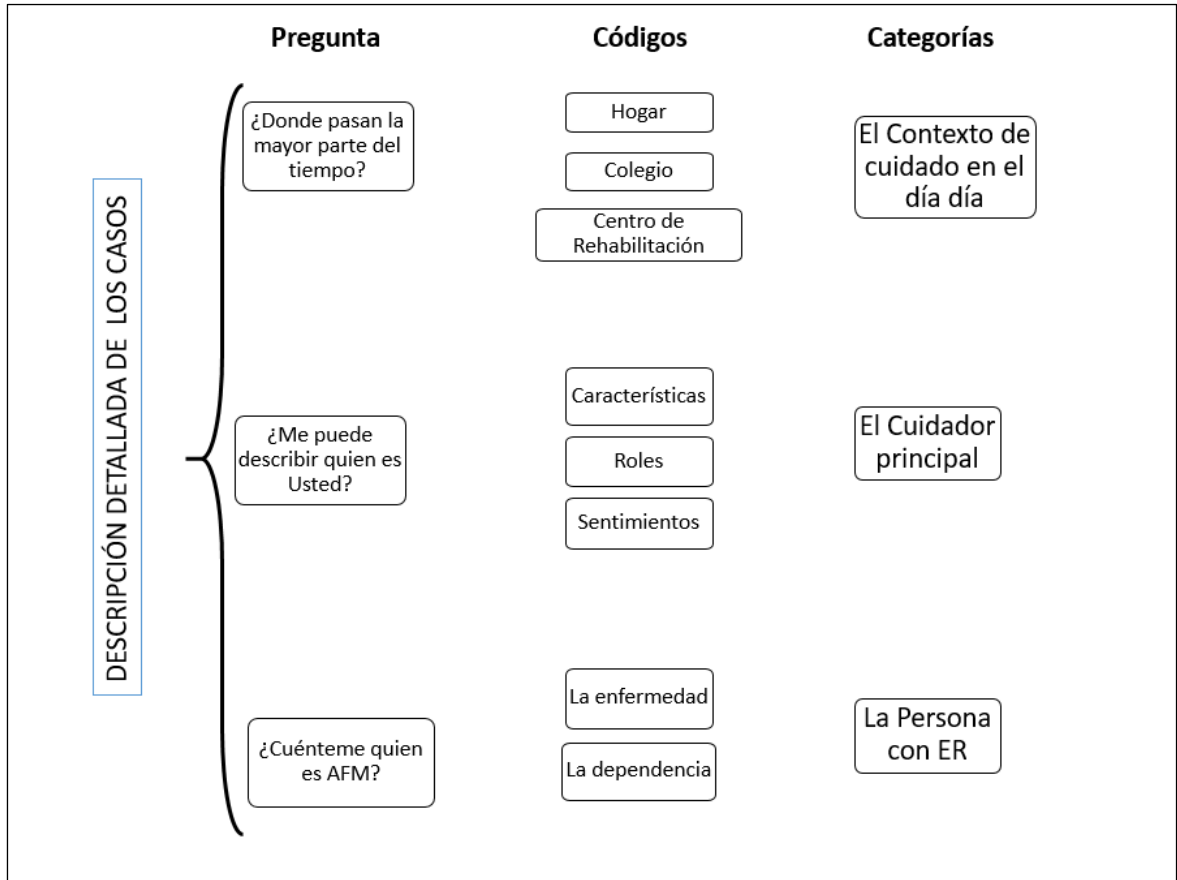 Pregunta
Códigos
Categorías
DESCRIPCIÓN DETALLADA DE LOS CASOS
¿Donde pasan la
mayor parte del
tiempo?
Hogar
Colegio
Centro de
Rehabilitación
El Contexto de
cuidado en el
día día
¿Me puede
describir quien es
Usted?
Características
Roles
Sentimientos
El Cuidador
principal
¿Cuénteme quien
es AFM?
La enfermedad
La dependencia
La Persona
con ER